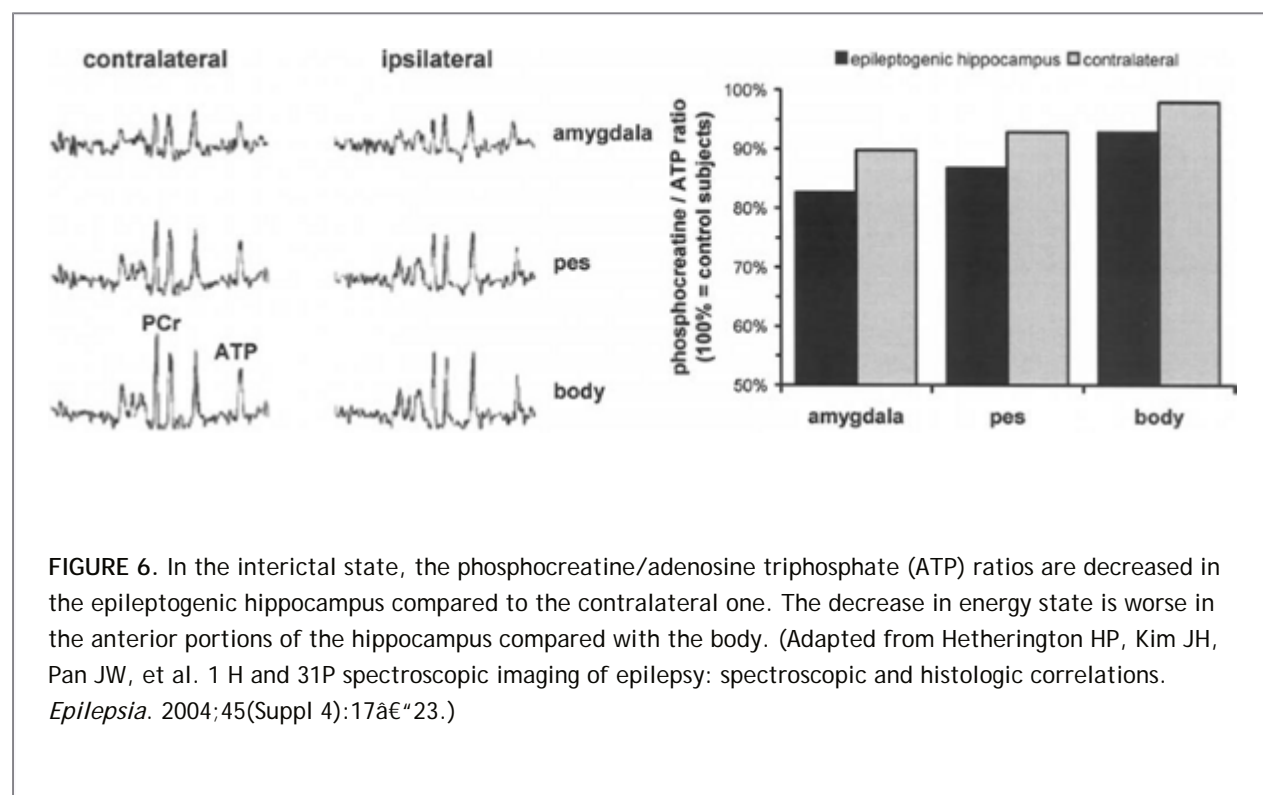 contralateral
ipsilateral
amygdala
pes
PCr
ATP
body
epileptogenic hippocampus contralateral
phosphocreatine / ATP ratio
(100% = control subjects)
100%
90%
80%
70%
60%
50%
amygdala
pes
body
FIGURE 6. In the interictal state, the phosphocreatine/adenosine triphosphate (ATP) ratios are decreased in
the epileptogenic hippocampus compared to the contralateral one. The decrease in energy state is worse in
the anterior portions of the hippocampus compared with the body. (Adapted from Hetherington HP, Kim JH,
Pan JW, et al. 1 H and 31P spectroscopic imaging of epilepsy: spectroscopic and histologic correlations.
Epilepsia. 2004;45(Suppl 4):17â€“23.)